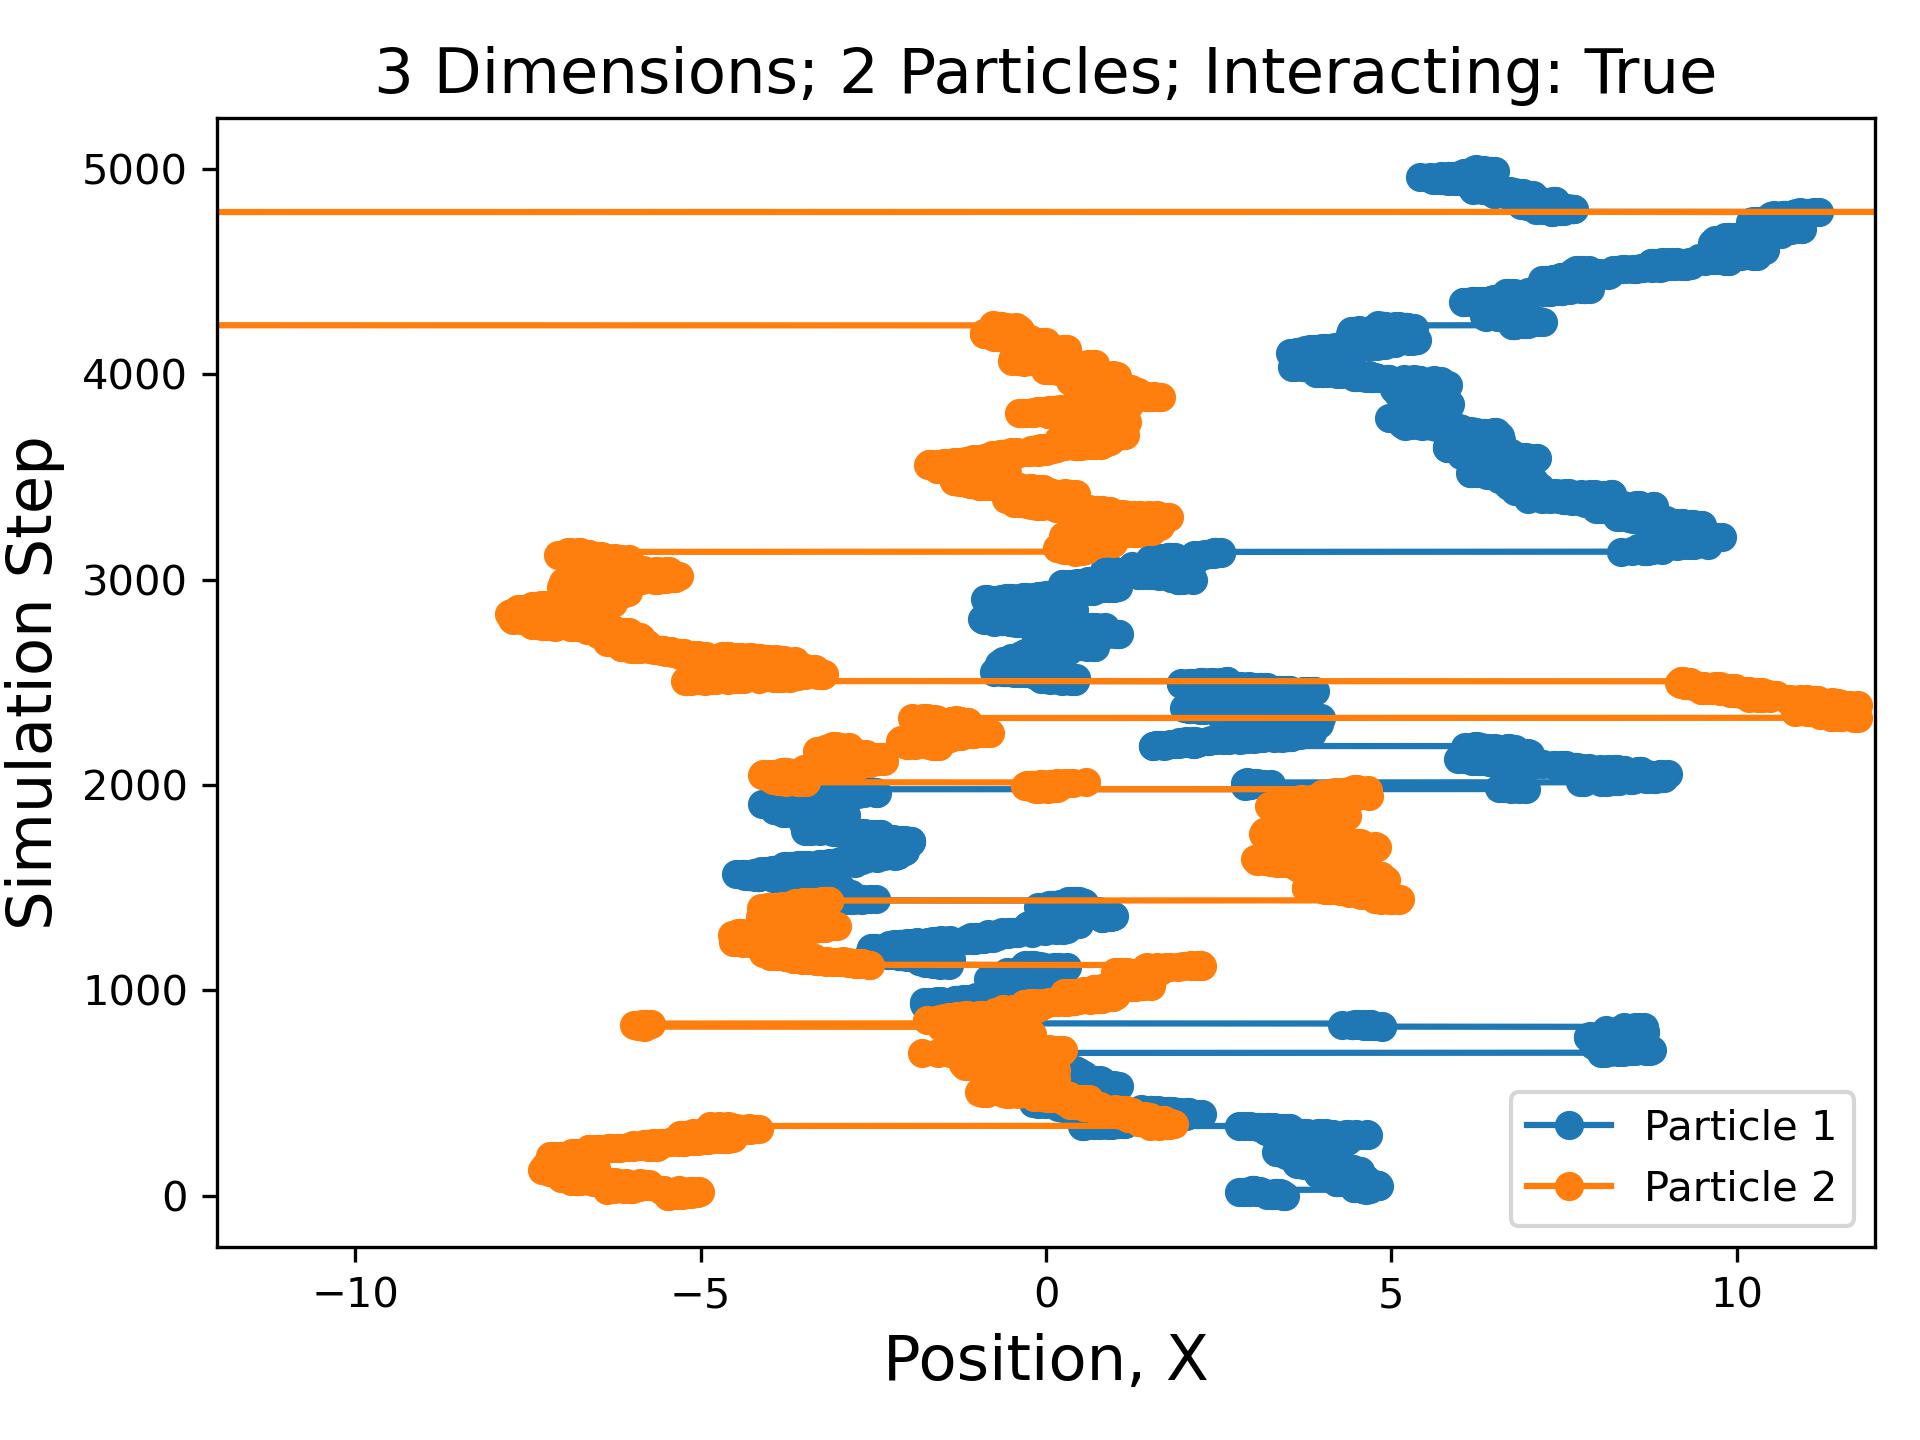 3 Dimensions; 2 Particles; Interacting: True
Simulation Step
5000
4000
3000
2000
1000
0
−10
−5
0
5
10
Position, X
Particle 1
Particle 2